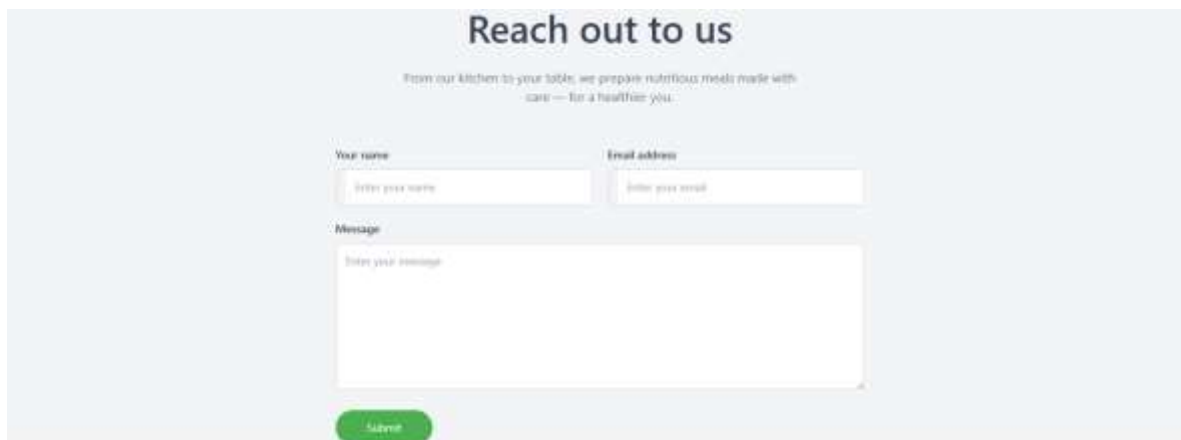 Reach out to us
From our kitchen to your table, we prepare nutritious meals made with
care — for a healthier you.
Your name
Email address
Enter your name
Enter your email
Message
Enter your message
Submit